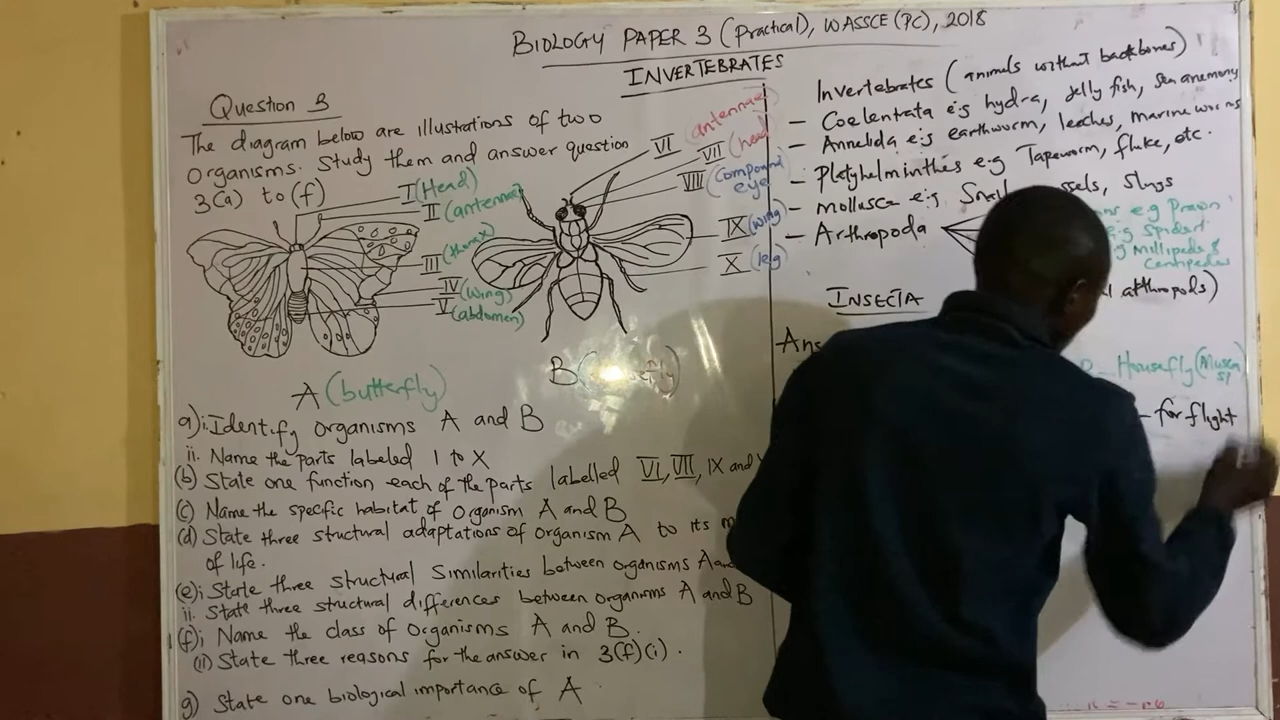 BIOLOGY PAPER 3 (Practical), WASSCE (PC), 2018
INVERTEBRATES
Question 3
The diagram below are illustrations of two
organisms. Study them and answer question
3(a) to (f)
I (Head)
II (antennae)
III (thorax)
IV (wing)
V (abdomen)
A (butterfly)
VI (antennae)
VII (head)
VIII (compound
eye)
IX (wing)
X (leg)
B
a) i. Identify organisms A and B
ii. Name the parts labeled I to X
(b) State one function each of the parts labelled VI, VII, IX and
(c) Name the specific habitat of organism A and B
(d) State three structural adaptations of organism A to its
of life.
(e) i State three structural similarities between organisms A and
ii. State three structural differences between organisms A and B
(f) i Name the class of organisms A and B.
(ii) State three reasons for the answer in 3(f)(i).
g) State one biological importance of A
Invertebrates (animals without backbones)
- Coelentrata e.g hydra, Jelly fish, sea anemony
- Annelida e.g earthworm, leaches, marine worms
- Platyhelminthes e.g Tapeworm, fluke, etc.
- mollusca e.g Slugs
- Arthropoda
e.g Prawn
e.g Spider
Millipede &
Centipedes
INSECTA
arthropods)
Ans
B - Housefly (Musca
- for flight